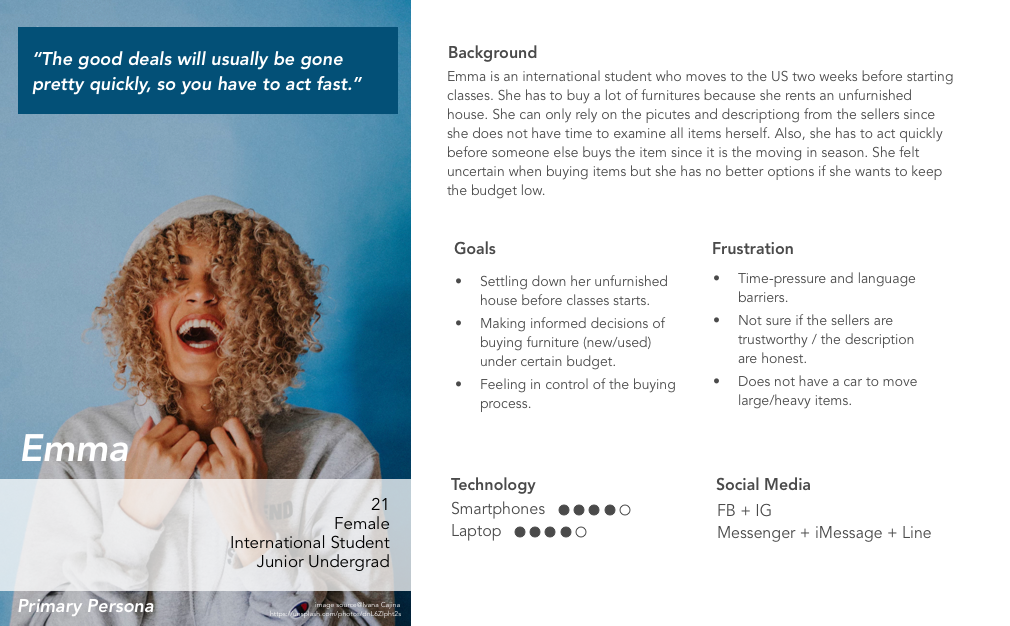 “The good deals will usually be gone
pretty quickly, so you have to act fast.”
Emma
21
Female
International Student
Junior Undergrad
Primary Persona
image source@Ivana Cajina
Background
Emma is an international student who moves to the US two weeks before starting
classes. She has to buy a lot of furnitures because she rents an unfurnished
house. She can only rely on the picutes and descriptiong from the sellers since
she does not have time to examine all items herself. Also, she has to act quickly
before someone else buys the item since it is the moving in season. She felt
uncertain when buying items but she has no better options if she wants to keep
the budget low.
Goals
• Settling down her unfurnished
house before classes starts.
• Making informed decisions of
buying furniture (new/used)
under certain budget.
• Feeling in control of the buying
process.
Frustration
• Time-pressure and language
barriers.
• Not sure if the sellers are
trustworthy / the description
are honest.
• Does not have a car to move
large/heavy items.
Technology
Smartphones
Laptop
Social Media
FB + IG
Messenger + iMessage + Line